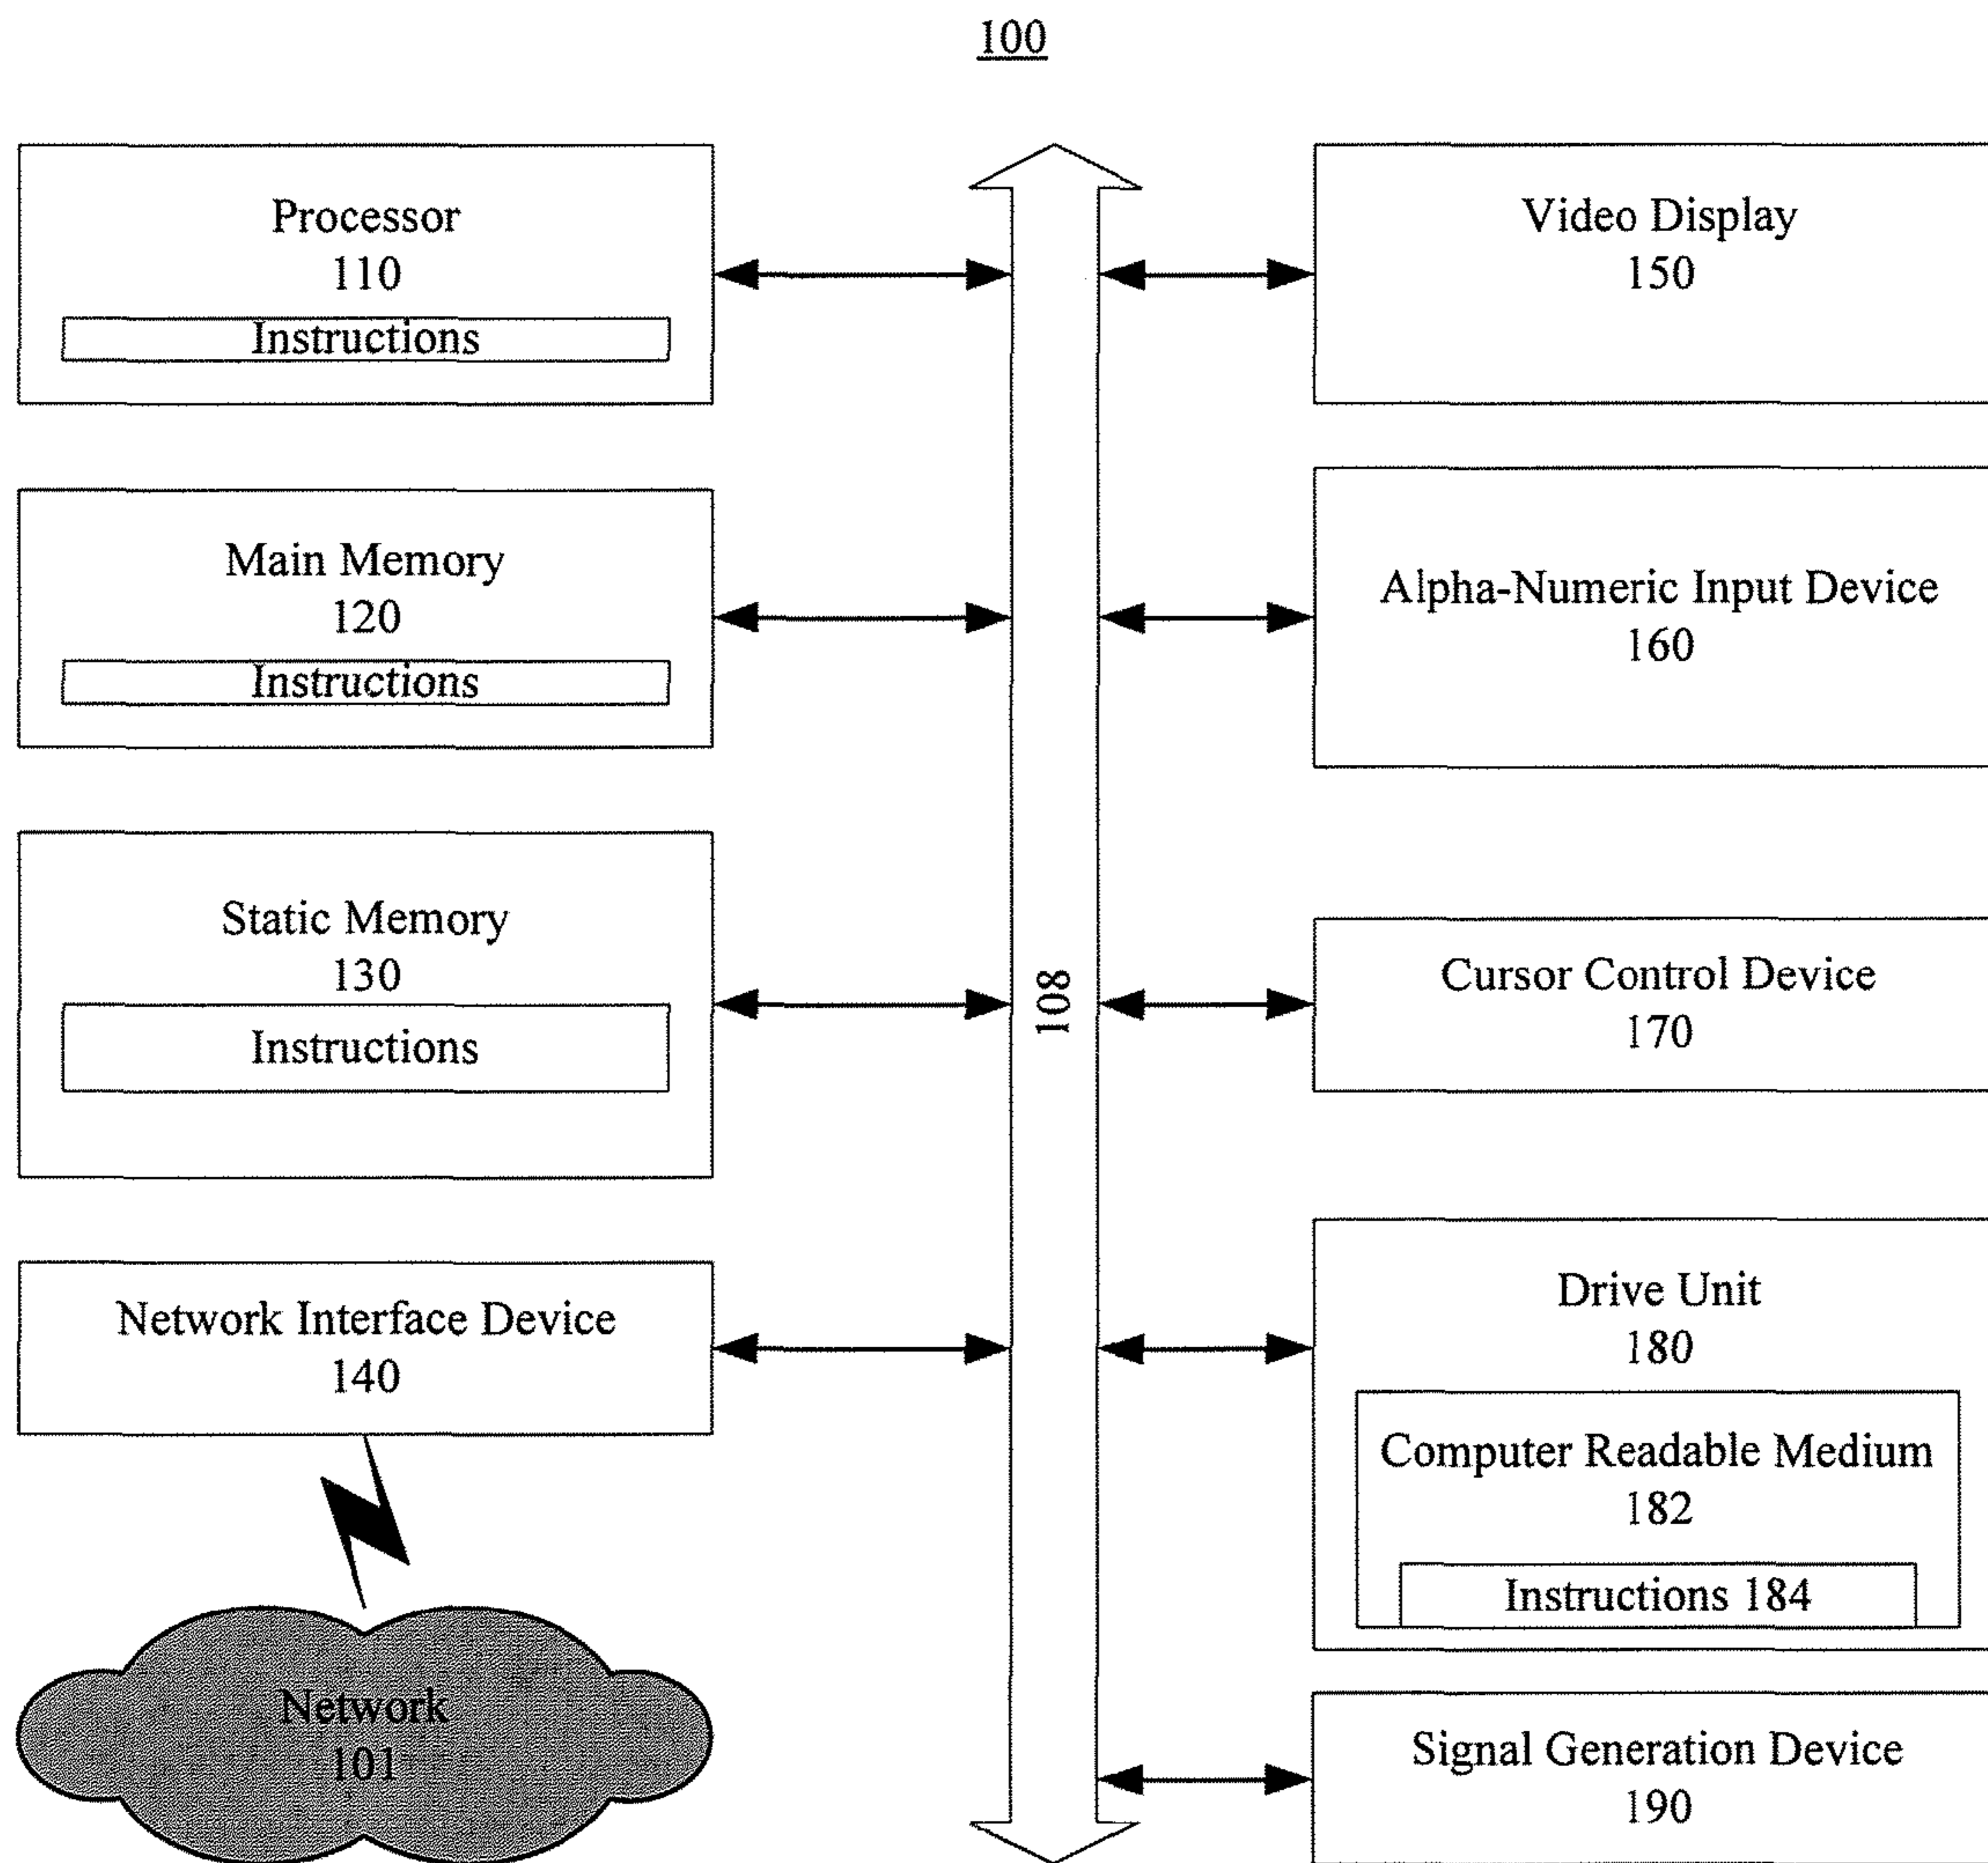 100
Processor
110
Instructions
Main Memory
120
Instructions
Static Memory
130
Instructions
Network Interface Device
140
Network
101
108
Video Display
150
Alpha-Numeric Input Device
160
Cursor Control Device
170
Drive Unit
180
Computer Readable Medium
182
Instructions 184
Signal Generation Device
190